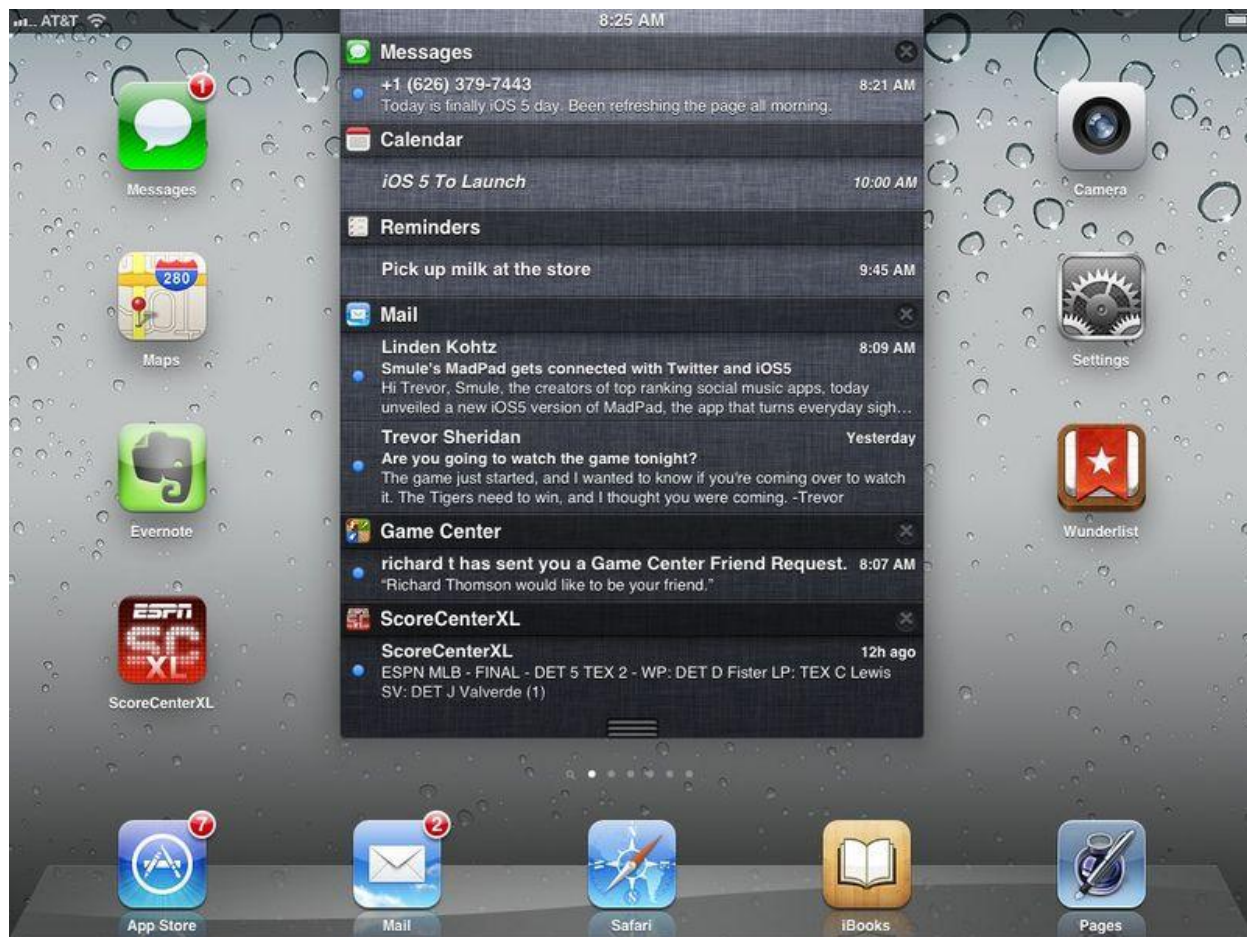 AT&T
8:25 AM
Messages
+1 (626) 379-7443 8:21 AM
Today is finally iOS 5 day. Been refreshing the page all morning.
Calendar
iOS 5 To Launch 10:00 AM
Reminders
Pick up milk at the store 9:45 AM
Mail
Linden Kohtz 8:09 AM
Smule's MadPad gets connected with Twitter and iOS5
Hi Trevor, Smule, the creators of top ranking social music apps, today
unveiled a new iOS5 version of MadPad, the app that turns everyday sigh…
Trevor Sheridan Yesterday
Are you going to watch the game tonight?
The game just started, and I wanted to know if you're coming over to watch
it. The Tigers need to win, and I thought you were coming. -Trevor
Game Center
richard t has sent you a Game Center Friend Request. 8:07 AM
“Richard Thomson would like to be your friend.”
ScoreCenterXL
ScoreCenterXL 12h ago
ESPN MLB - FINAL - DET 5 TEX 2 - WP: DET D Fister LP: TEX C Lewis
SV: DET J Valverde (1)
1
Messages
Camera
280
Maps
Settings
Evernote
Wunderlist
ESPN
SC
XL
ScoreCenterXL
7
App Store
2
Mail
N
S
Safari
iBooks
Pages